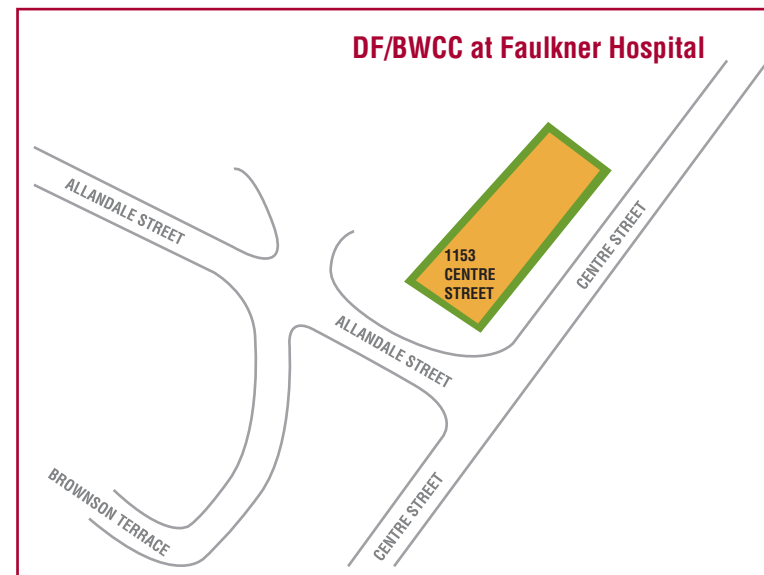 DF/BWCC at Faulkner Hospital
ALLANDALE STREET
CENTRE STREET
1153
CENTRE
STREET
ALLANDALE STREET
BROWNSON TERRACE
CENTRE STREET